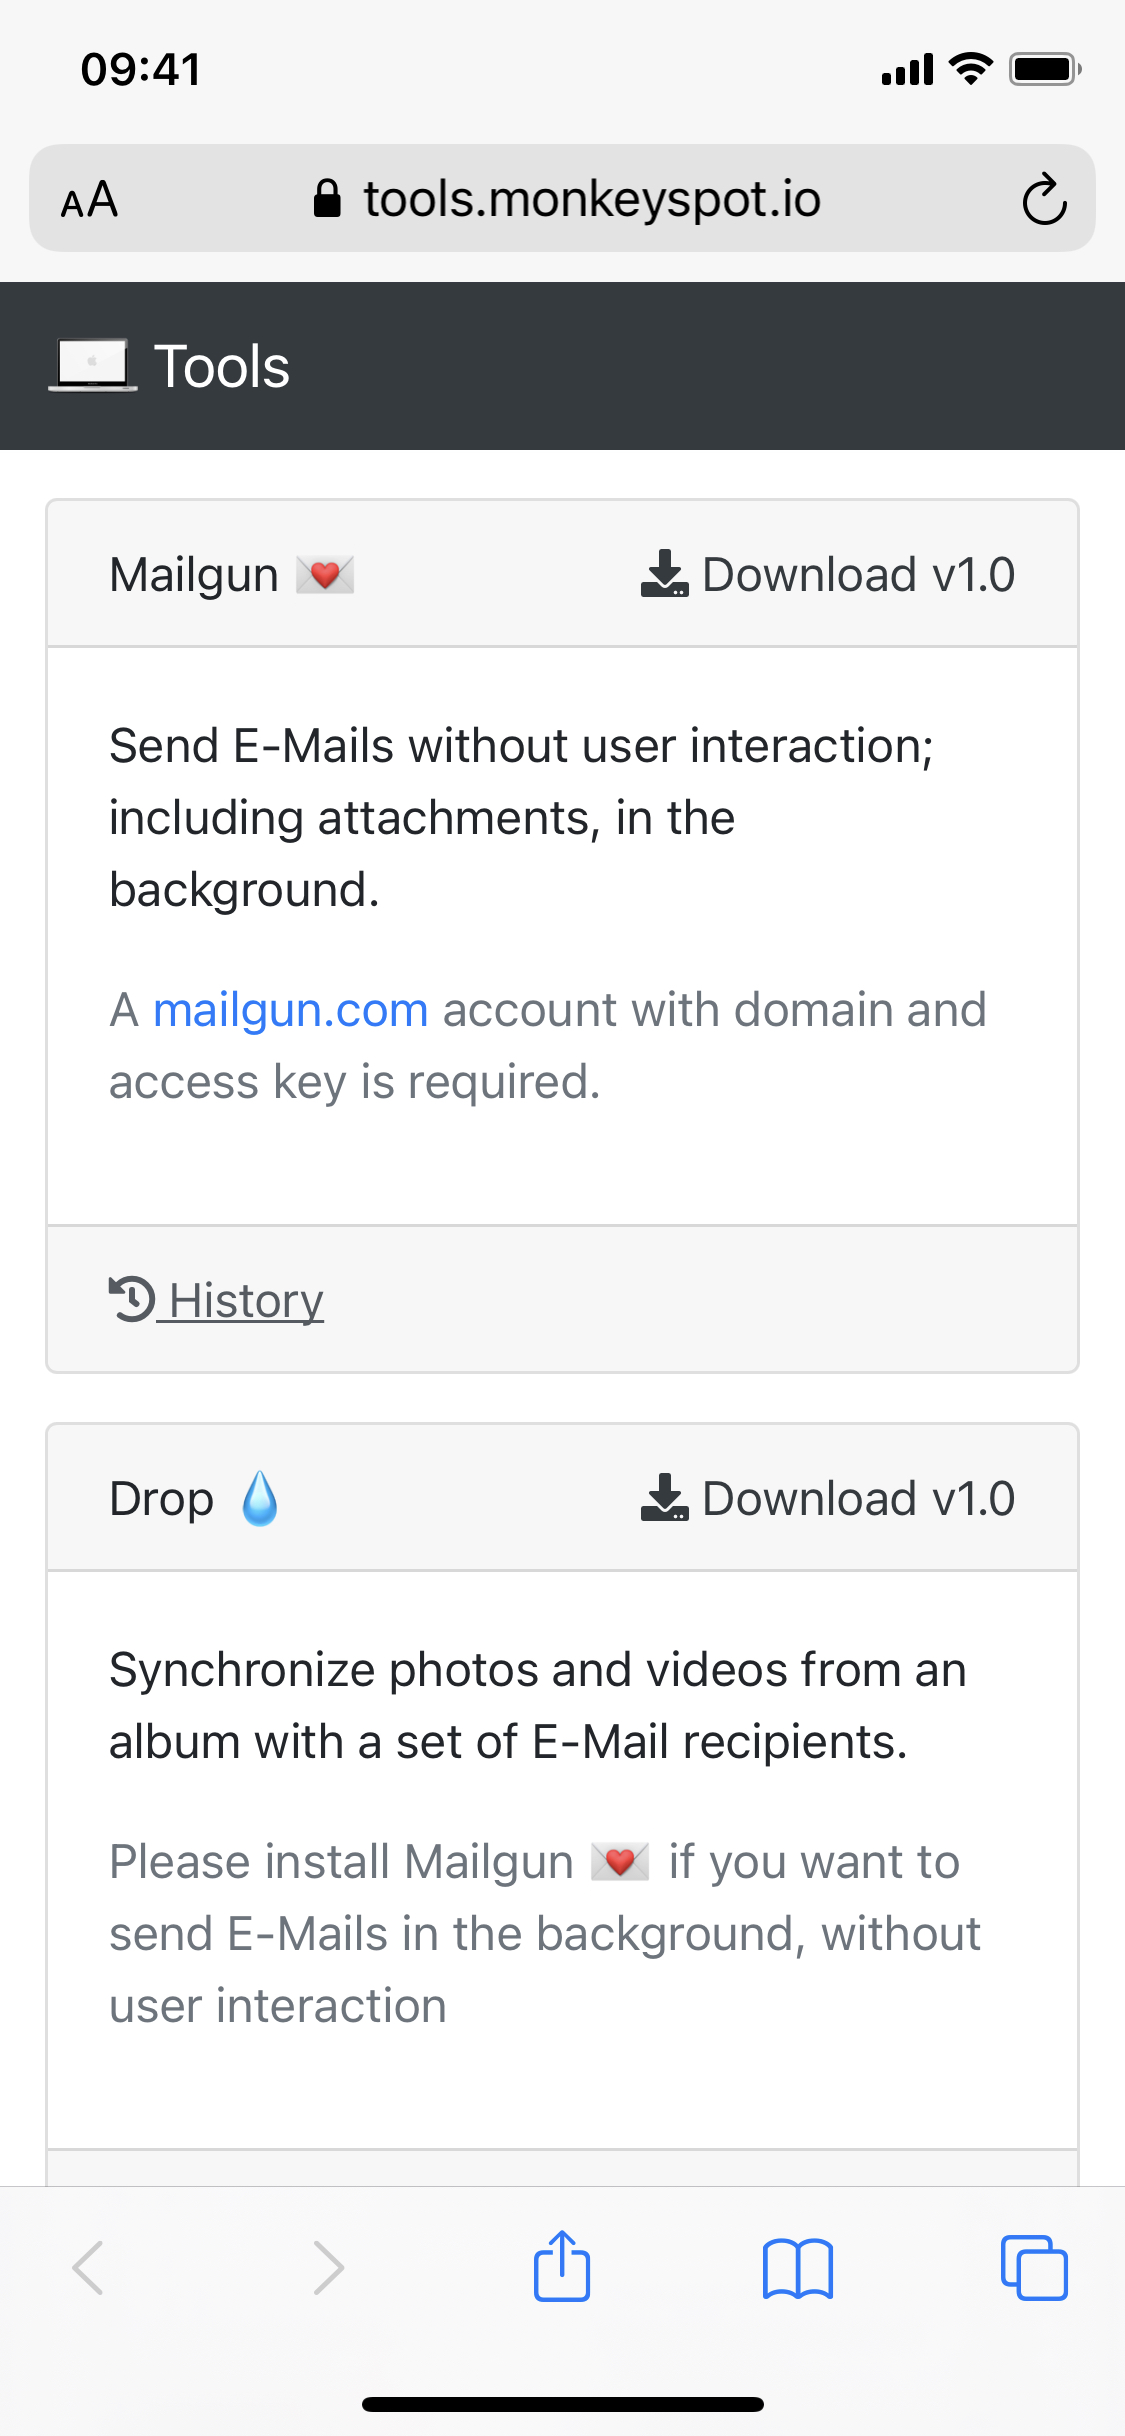 09:41
AA tools.monkeyspot.io
Tools
Mailgun 💌 Download v1.0
Send E-Mails without user interaction;
including attachments, in the
background.
A mailgun.com account with domain and
access key is required.
History
Drop 💧 Download v1.0
Synchronize photos and videos from an
album with a set of E-Mail recipients.
Please install Mailgun 💌 if you want to
send E-Mails in the background, without
user interaction